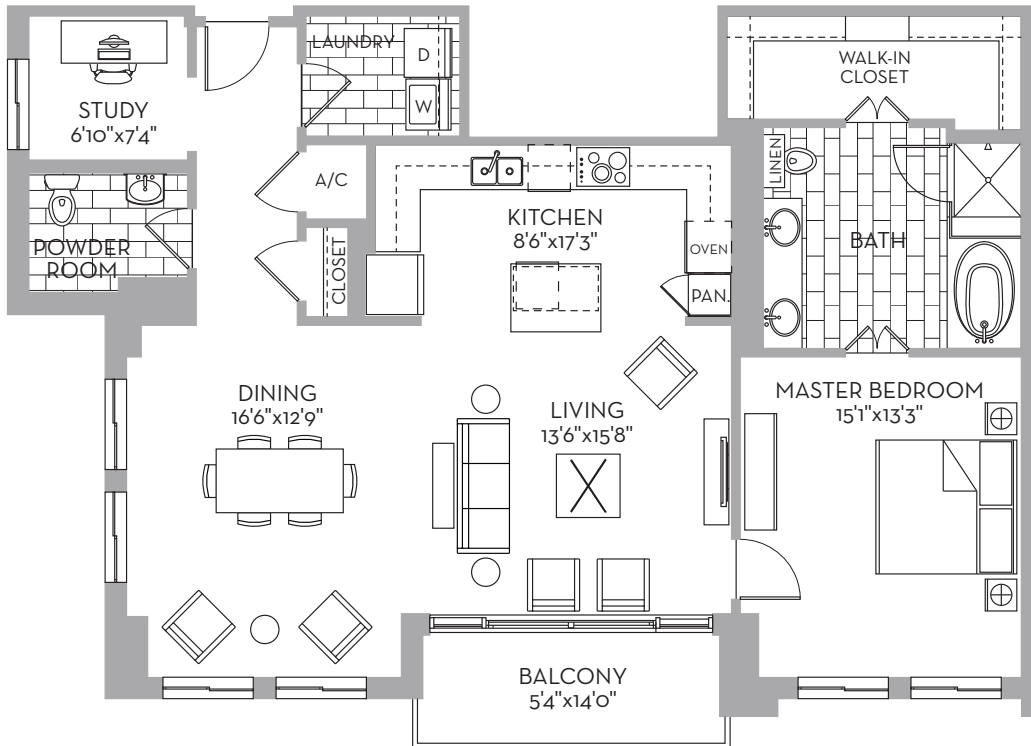 LAUNDRY
D
W
WALK-IN
CLOSET
STUDY
6'10"x7'4"
A/C
LINEN
KITCHEN
8'6"x17'3"
POWDER
ROOM
CLOSET
OVEN
PAN.
BATH
DINING
16'6"x12'9"
LIVING
13'6"x15'8"
MASTER BEDROOM
15'1"x13'3"
BALCONY
5'4"x14'0"